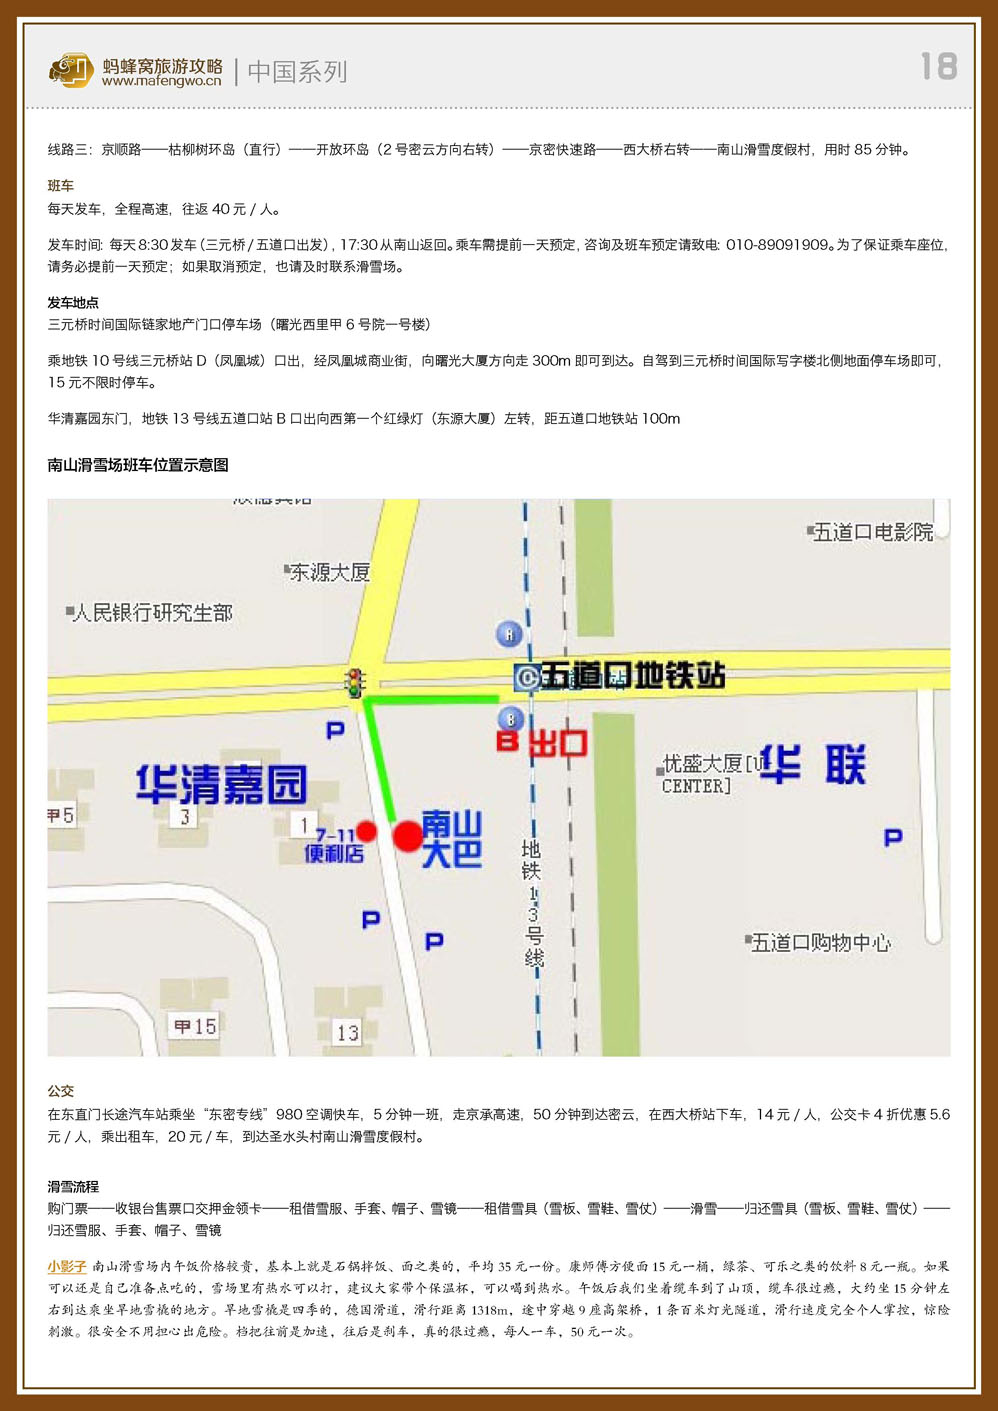 蚂蜂窝旅游攻略
www.mafengwo.cn
中国系列
18
线路三：京顺路——枯柳树环岛（直行）——开放环岛（2 号密云方向右转）——京密快速路——西大桥右转——南山滑雪度假村，用时 85 分钟。
班车
每天发车，全程高速，往返 40 元 / 人。
发车时间：每天 8:30 发车（三元桥 / 五道口出发），17:30 从南山返回。乘车需提前一天预定，咨询及班车预定请致电：010-89091909。为了保证乘车座位，
请务必提前一天预定；如果取消预定，也请及时联系滑雪场。
发车地点
三元桥时间国际链家地产门口停车场（曙光西里甲 6 号院一号楼）
乘地铁 10 号线三元桥站 D（凤凰城）口出，经凤凰城商业街，向曙光大厦方向走 300m 即可到达。自驾到三元桥时间国际写字楼北侧地面停车场即可，
15 元不限时停车。
华清嘉园东门，地铁 13 号线五道口站 B 口出向西第一个红绿灯（东源大厦）左转，距五道口地铁站 100m
南山滑雪场班车位置示意图
五道口电影院
东源大厦
人民银行研究生部
A
五道口地铁站
B
P
B 出口
优盛大厦[U
CENTER]
华 联
华清嘉园
甲5
3
1
7-11
便利店
南山
大巴
P
地铁13号线
P
P
五道口购物中心
甲15
13
公交
在东直门长途汽车站乘坐“东密专线”980 空调快车，5 分钟一班，走京承高速，50 分钟到达密云，在西大桥站下车，14 元 / 人，公交卡 4 折优惠 5.6
元 / 人，乘出租车，20 元 / 车，到达圣水头村南山滑雪度假村。
滑雪流程
购门票——收银台售票口交押金领卡——租借雪服、手套、帽子、雪镜——租借雪具（雪板、雪鞋、雪仗）——滑雪——归还雪具（雪板、雪鞋、雪仗）——
归还雪服、手套、帽子、雪镜
小影子 南山滑雪场内午饭价格较贵，基本上就是石锅拌饭、面之类的，平均 35 元一份。康师傅方便面 15 元一桶，绿茶、可乐之类的饮料 8 元一瓶。如果
可以还是自己准备点吃的，雪场里有热水可以打，建议大家带个保温杯，可以喝到热水。午饭后我们坐着缆车到了山顶，缆车很过瘾，大约坐 15 分钟左
右到达乘坐旱地雪橇的地方。旱地雪橇是四季的，德国滑道，滑行距离 1318m，途中穿越 9 座高架桥，1 条百米灯光隧道，滑行速度完全个人掌控，惊险
刺激。很安全不用担心出危险。档把往前是加速，往后是刹车，真的很过瘾，每人一车，50 元一次。